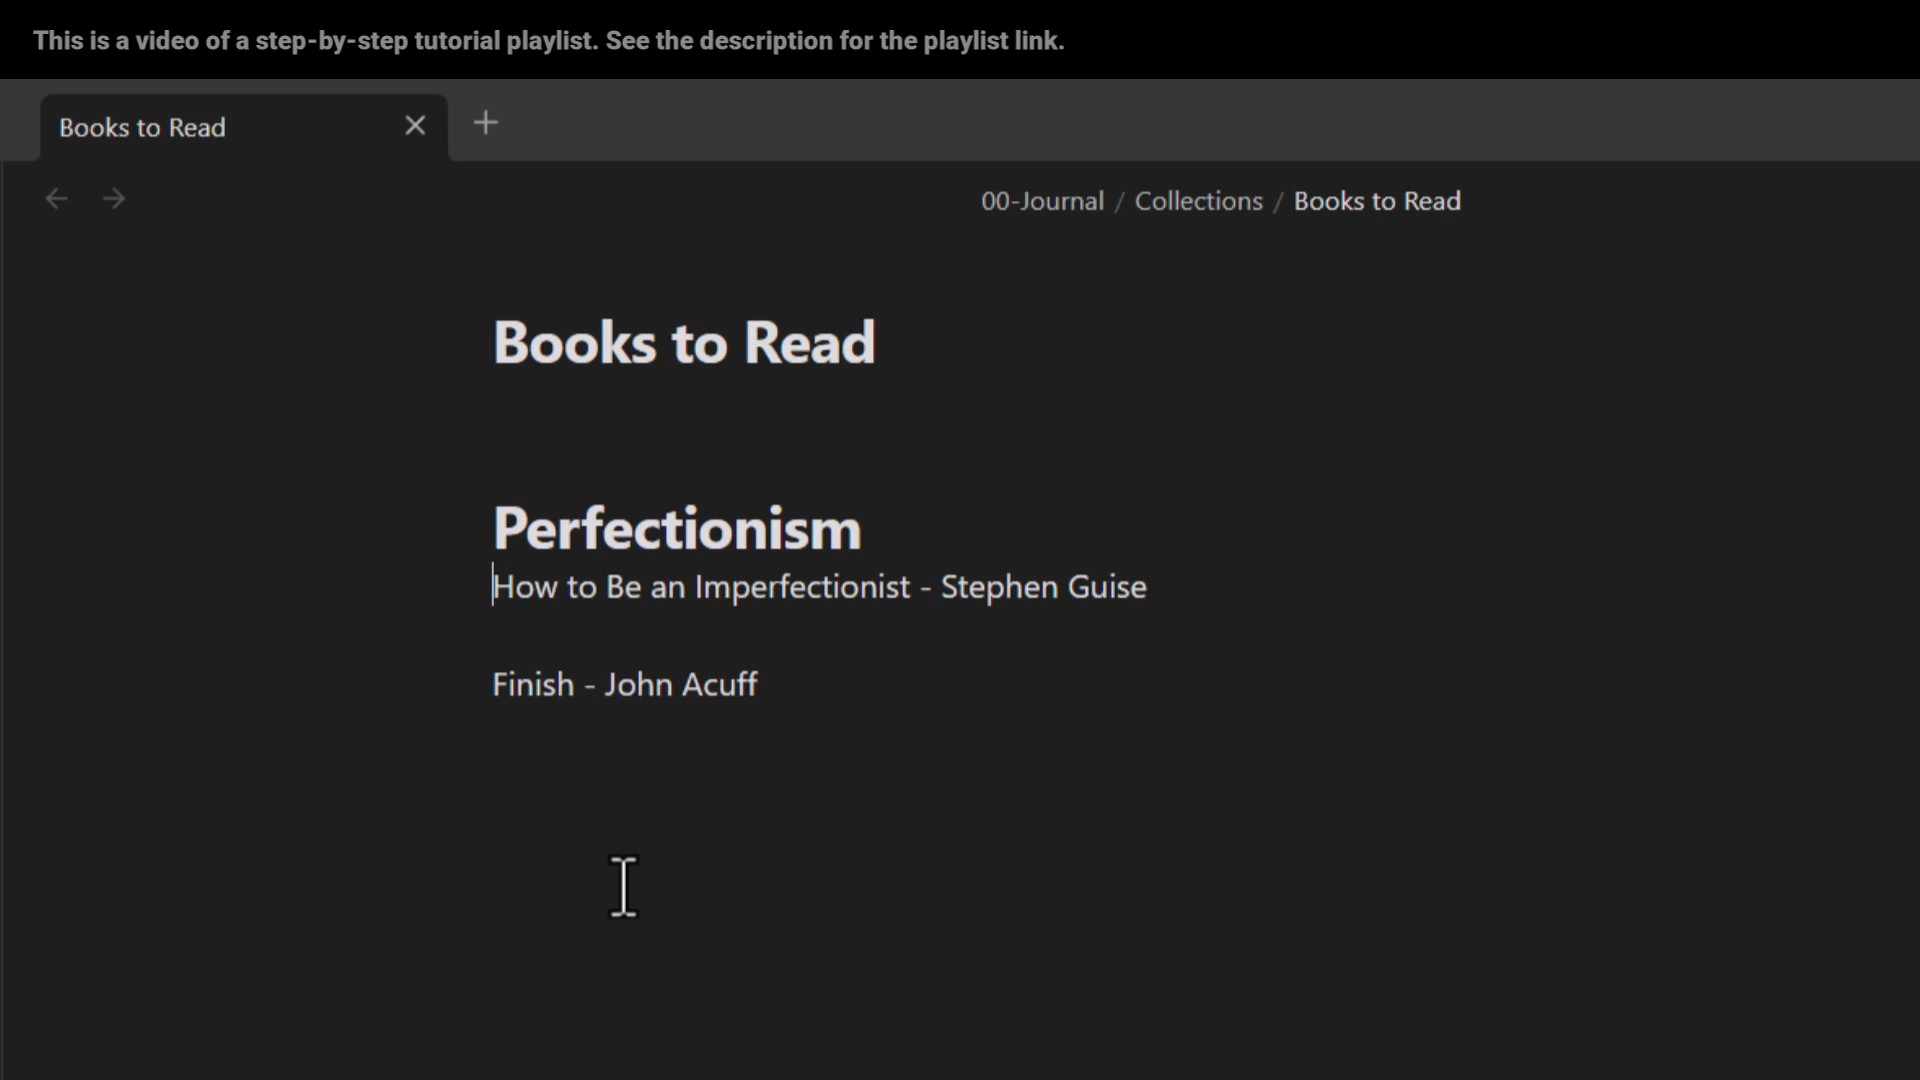 This is a video of a step-by-step tutorial playlist. See the description for the playlist link.
Books to Read
00-Journal / Collections / Books to Read
Books to Read
Perfectionism
How to Be an Imperfectionist - Stephen Guise
Finish - John Acuff